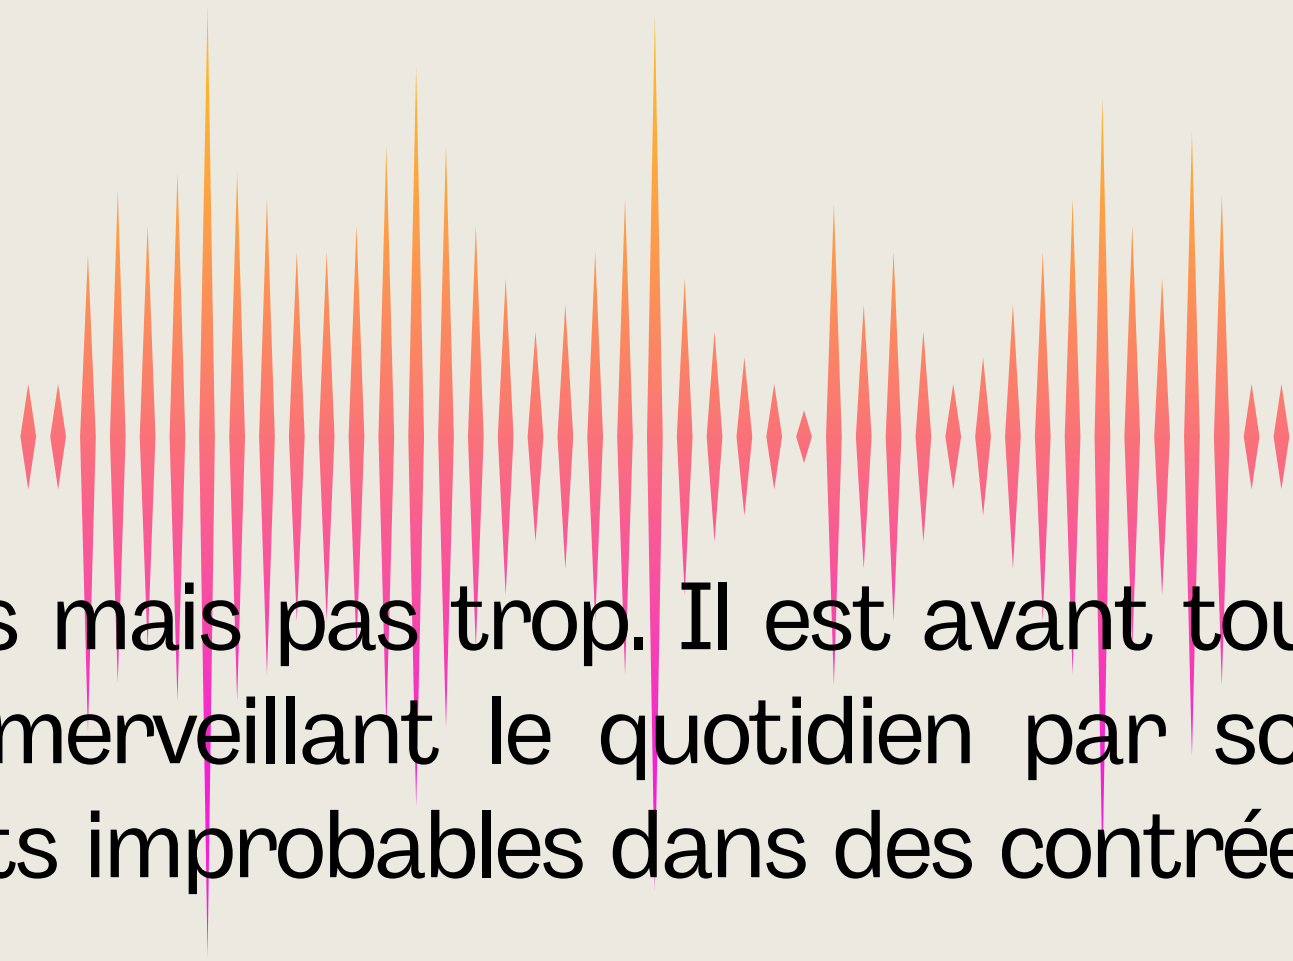 s mais pas trop. Il est avant tou
merveillant le quotidien par so
ts improbables dans des contrée